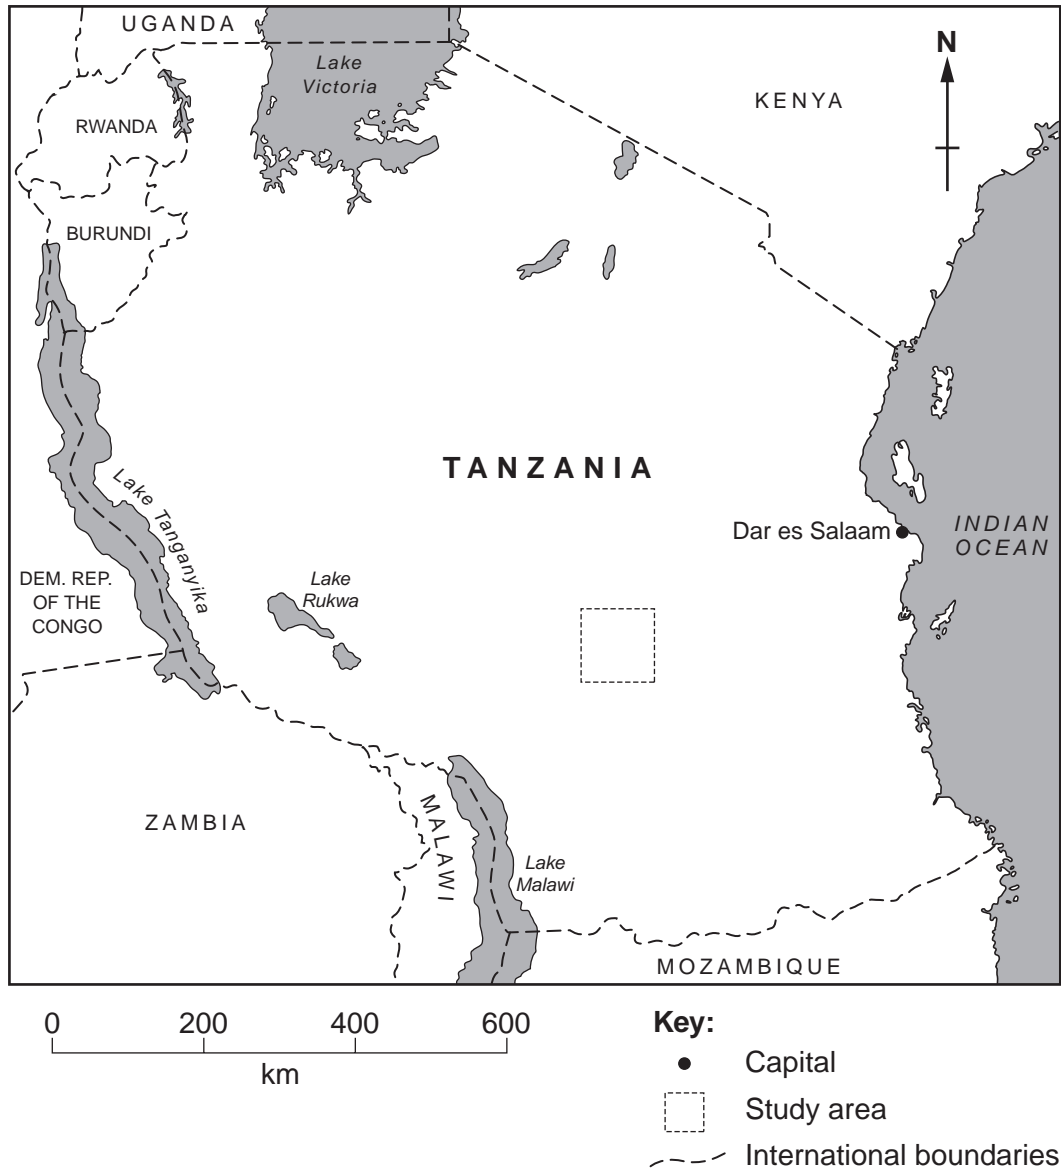 UGANDA
Lake
Victoria
N
KENYA
RWANDA
BURUNDI
TANZANIA
Lake Tanganyika
Dar es Salaam
INDIAN
OCEAN
DEM. REP.
OF THE
CONGO
Lake
Rukwa
ZAMBIA
MALAWI
Lake
Malawi
MOZAMBIQUE
0 200 400 600
km
Key:
Capital
Study area
International boundaries